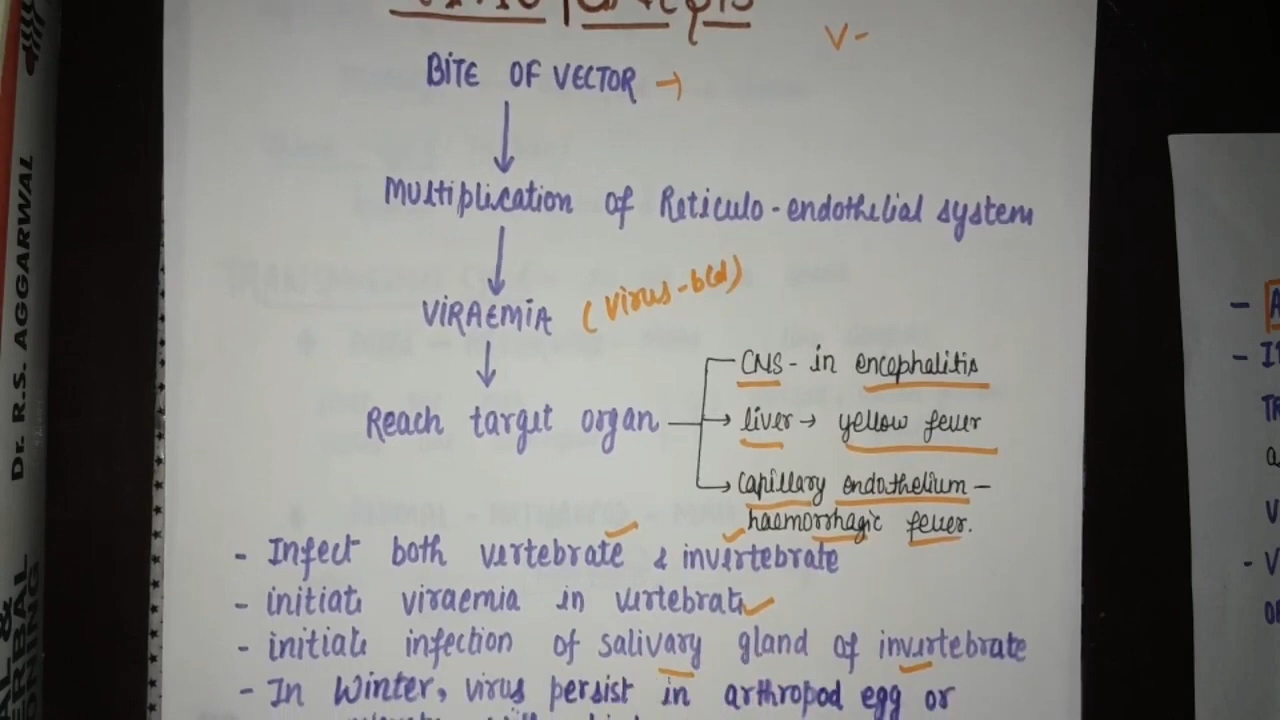 V-
BITE OF VECTOR →
Multiplication of Reticulo-endothelial system
VIRAEMIA (virus-bld)
CNS - in encephalitis
Reach target organ
liver → yellow fever
capillary endothelium -
haemorrhagic fever.
- Infect both vertebrate & invertebrate
- initiate viraemia in vertebrate
- initiate infection of salivary gland of invertebrate
- In Winter, virus persist in arthropod egg or
Dr. R.S. AGGARWAL